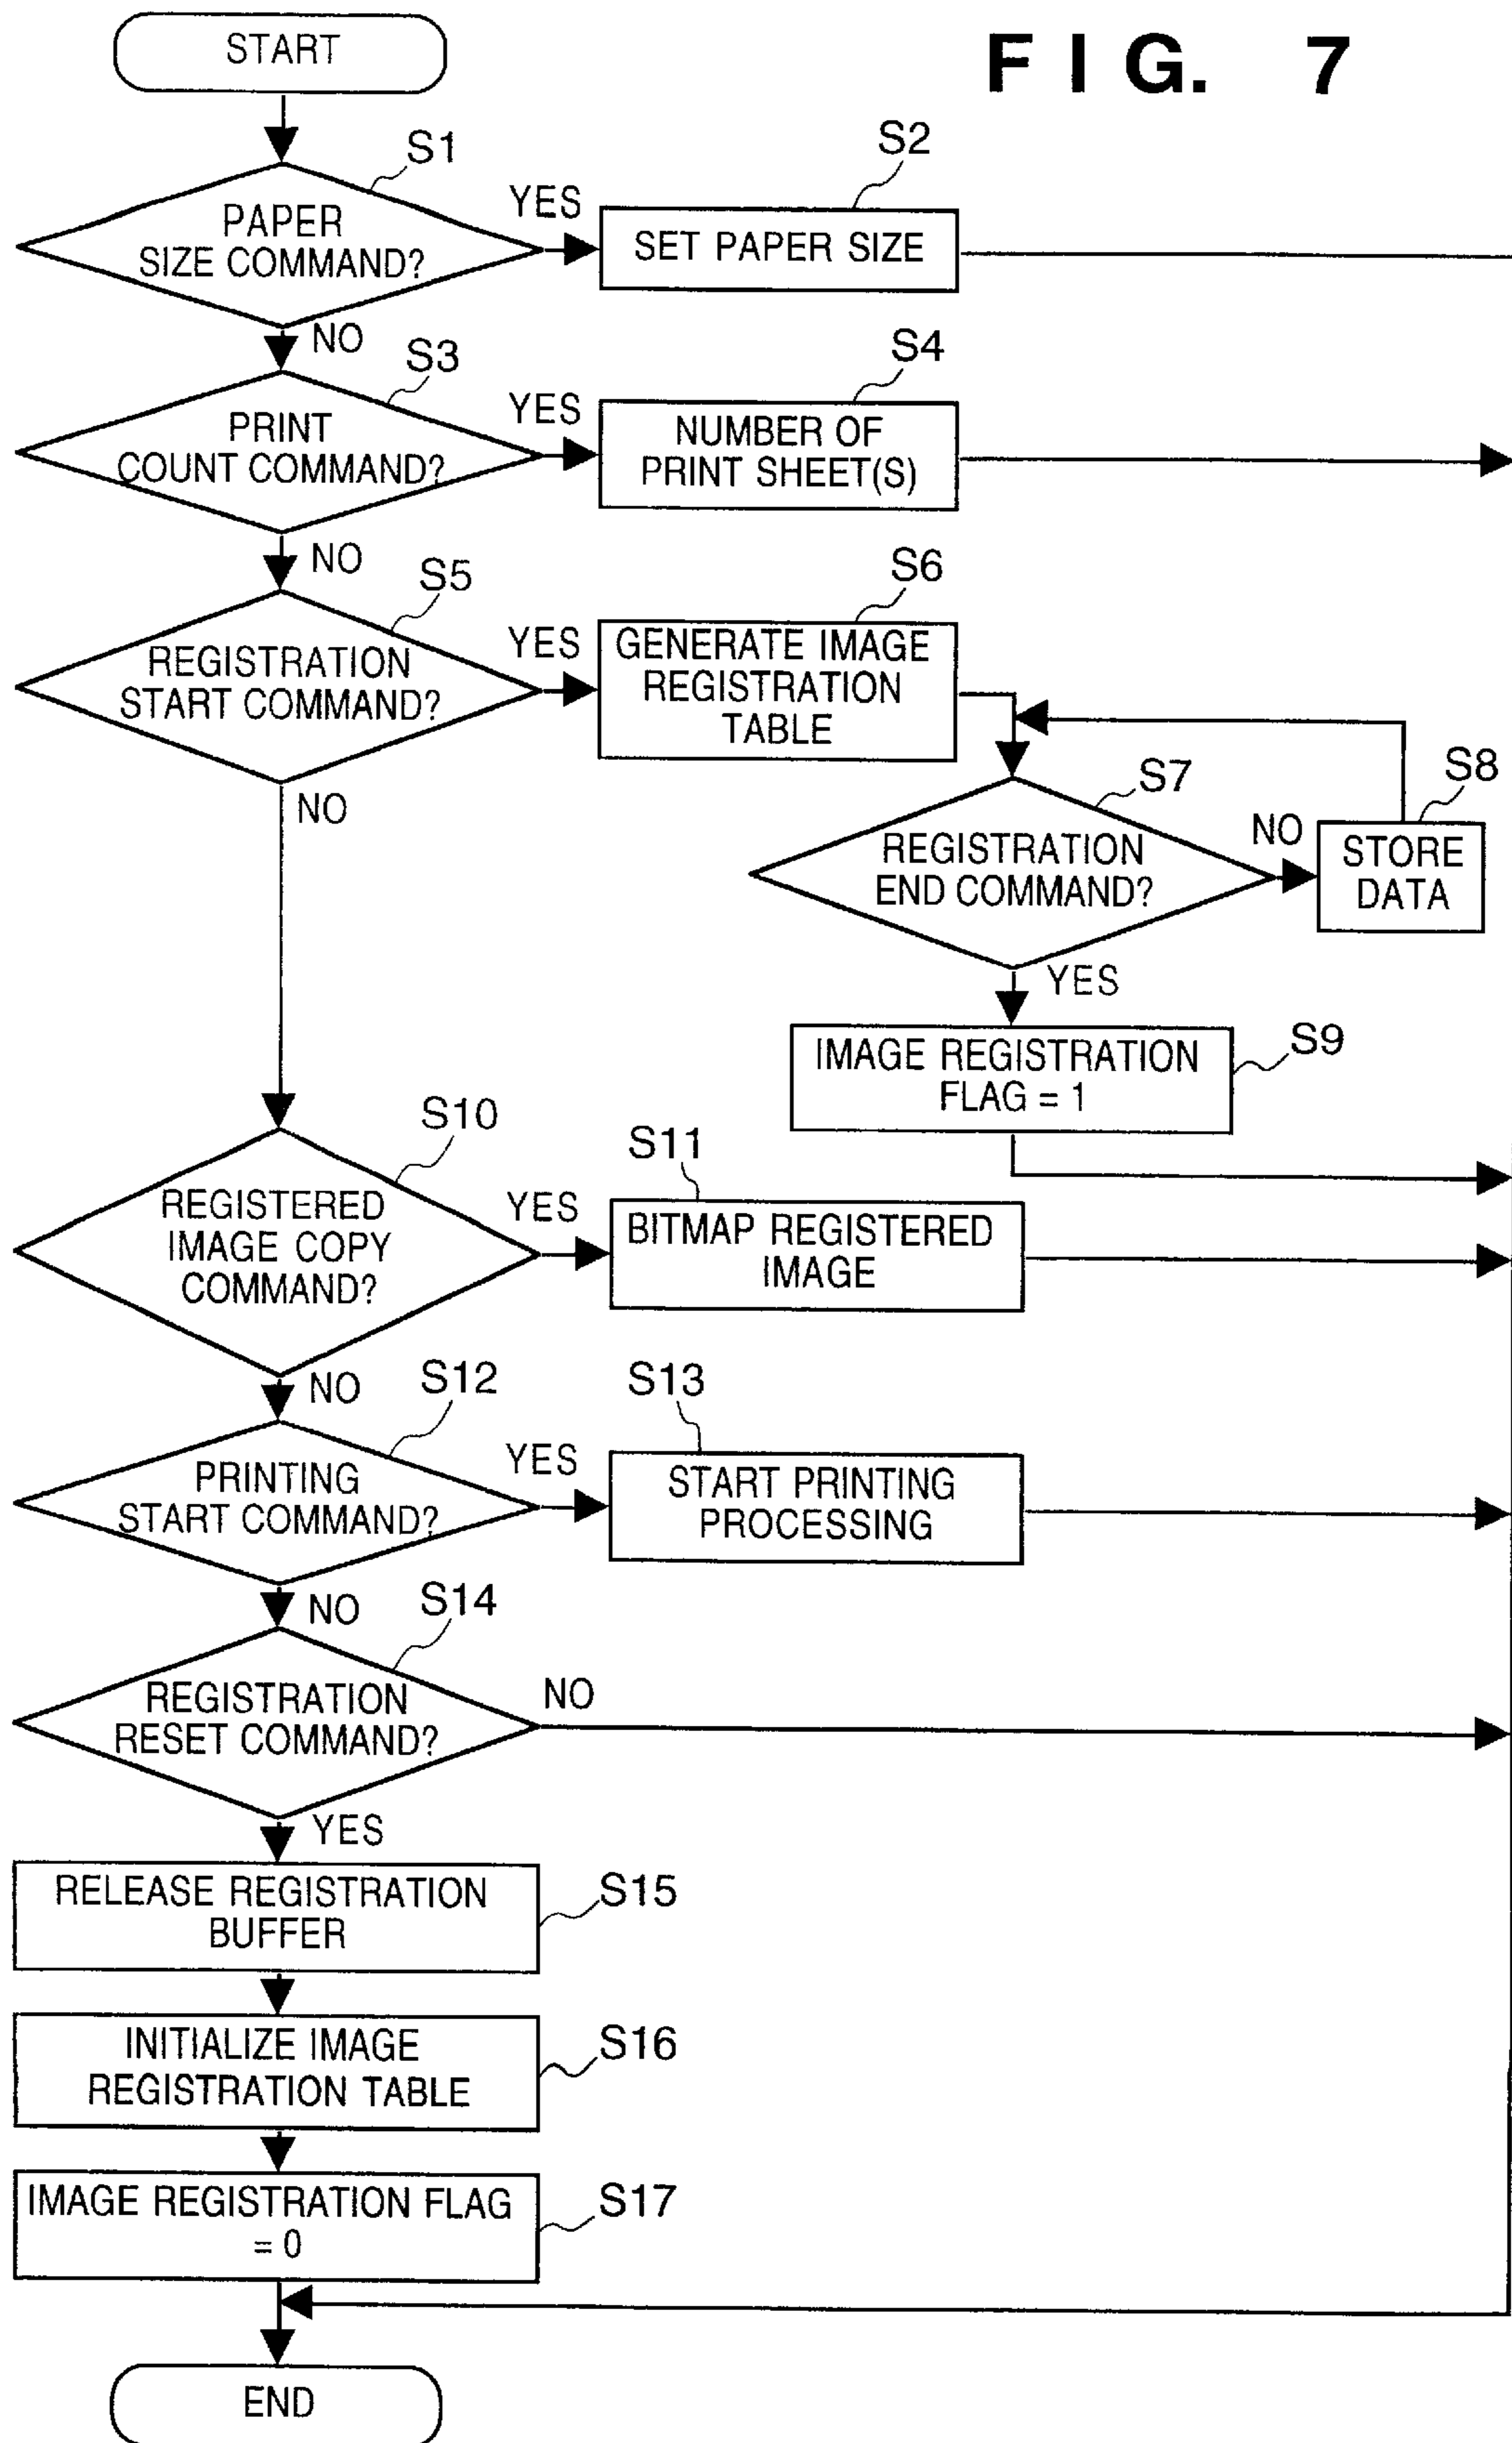 START
F I G. 7
S1
S2
PAPER
SIZE COMMAND?
YES
SET PAPER SIZE
NO
S3
S4
PRINT
COUNT COMMAND?
YES
NUMBER OF
PRINT SHEET(S)
NO
S5
S6
REGISTRATION
START COMMAND?
YES
GENERATE IMAGE
REGISTRATION
TABLE
NO
S7
S8
REGISTRATION
END COMMAND?
NO
STORE
DATA
YES
IMAGE REGISTRATION
FLAG = 1
S9
S10
S11
REGISTERED
IMAGE COPY
COMMAND?
YES
BITMAP REGISTERED
IMAGE
NO
S12
S13
PRINTING
START COMMAND?
YES
START PRINTING
PROCESSING
NO
S14
REGISTRATION
RESET COMMAND?
NO
YES
RELEASE REGISTRATION
BUFFER
S15
INITIALIZE IMAGE
REGISTRATION TABLE
S16
IMAGE REGISTRATION FLAG
= 0
S17
END